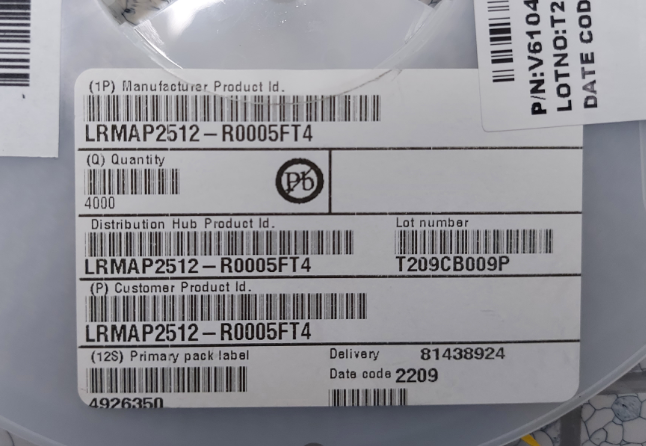 (1P) Manufacturer Product Id.
LRMAP2512-R0005FT4
(Q) Quantity
4000
Pb
Distribution Hub Product Id.
LRMAP2512-R0005FT4
Lot number
T209CB009P
(P) Customer Product Id.
LRMAP2512-R0005FT4
(12S) Primary pack label
4926350
Delivery 81438924
Date code 2209
P/N:V6104
LOTNO:T2
DATE COD